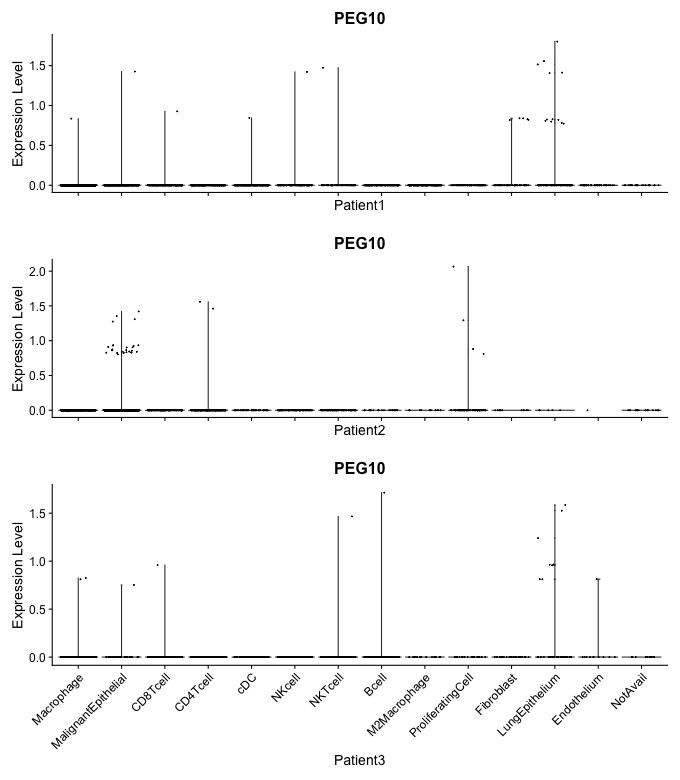 PEG10
Expression Level
1.5
1.0
0.5
0.0
Patient1
PEG10
Expression Level
2.0
1.5
1.0
0.5
0.0
Patient2
PEG10
Expression Level
1.5
1.0
0.5
0.0
Macrophage
MalignantEpithelial
CD8Tcell
CD4Tcell
cDC
NKcell
NKTcell
Bcell
M2Macrophage
ProliferatingCell
Fibroblast
LungEpithelium
Endothelium
NotAvail
Patient3